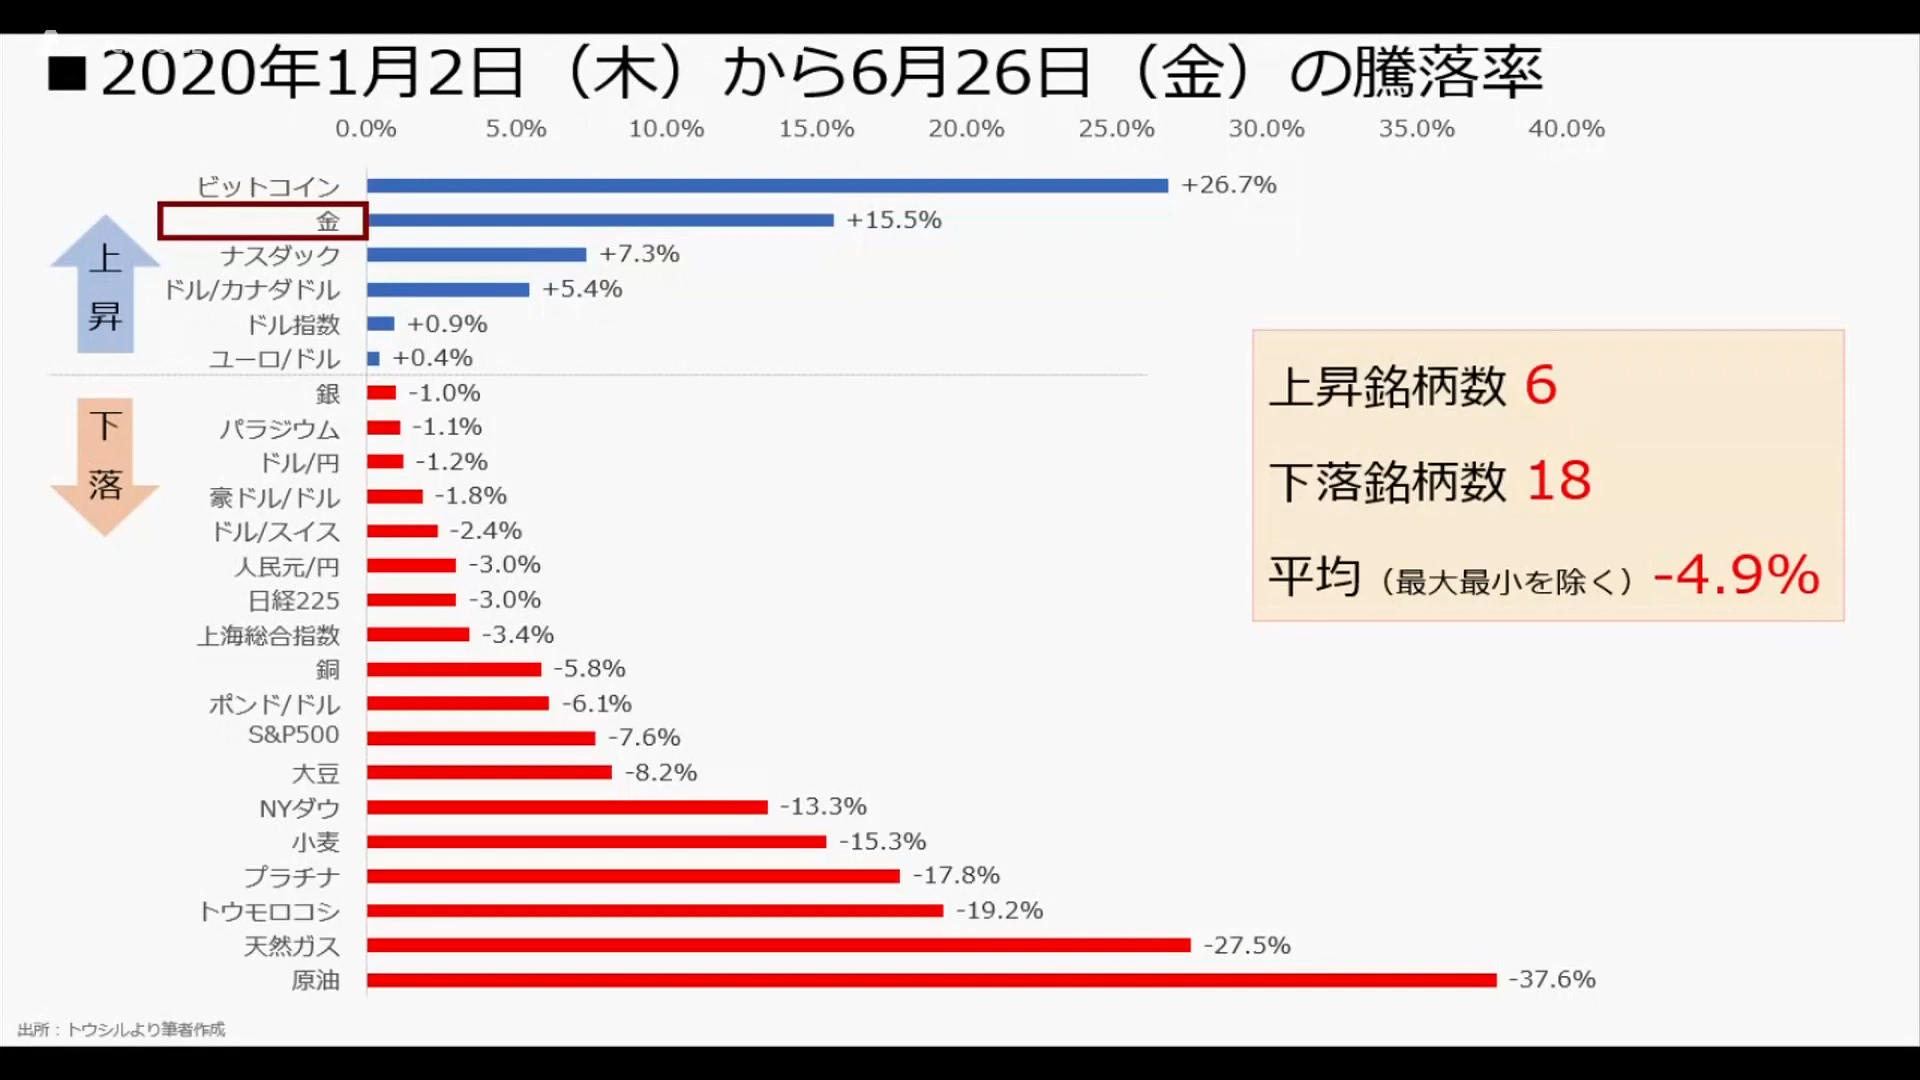 ■2020年1月2日（木）から6月26日（金）の騰落率
0.0% 5.0% 10.0% 15.0% 20.0% 25.0% 30.0% 35.0% 40.0%
ビットコイン +26.7%
金 +15.5%
ナスダック +7.3%
ドル/カナダドル +5.4%
ドル指数 +0.9%
ユーロ/ドル +0.4%
銀 -1.0%
パラジウム -1.1%
ドル/円 -1.2%
豪ドル/ドル -1.8%
ドル/スイス -2.4%
人民元/円 -3.0%
日経225 -3.0%
上海総合指数 -3.4%
銅 -5.8%
ポンド/ドル -6.1%
S&P500 -7.6%
大豆 -8.2%
NYダウ -13.3%
小麦 -15.3%
プラチナ -17.8%
トウモロコシ -19.2%
天然ガス -27.5%
原油 -37.6%
上昇
下落
上昇銘柄数 6
下落銘柄数 18
平均（最大最小を除く）-4.9%
出所：トウシルより筆者作成